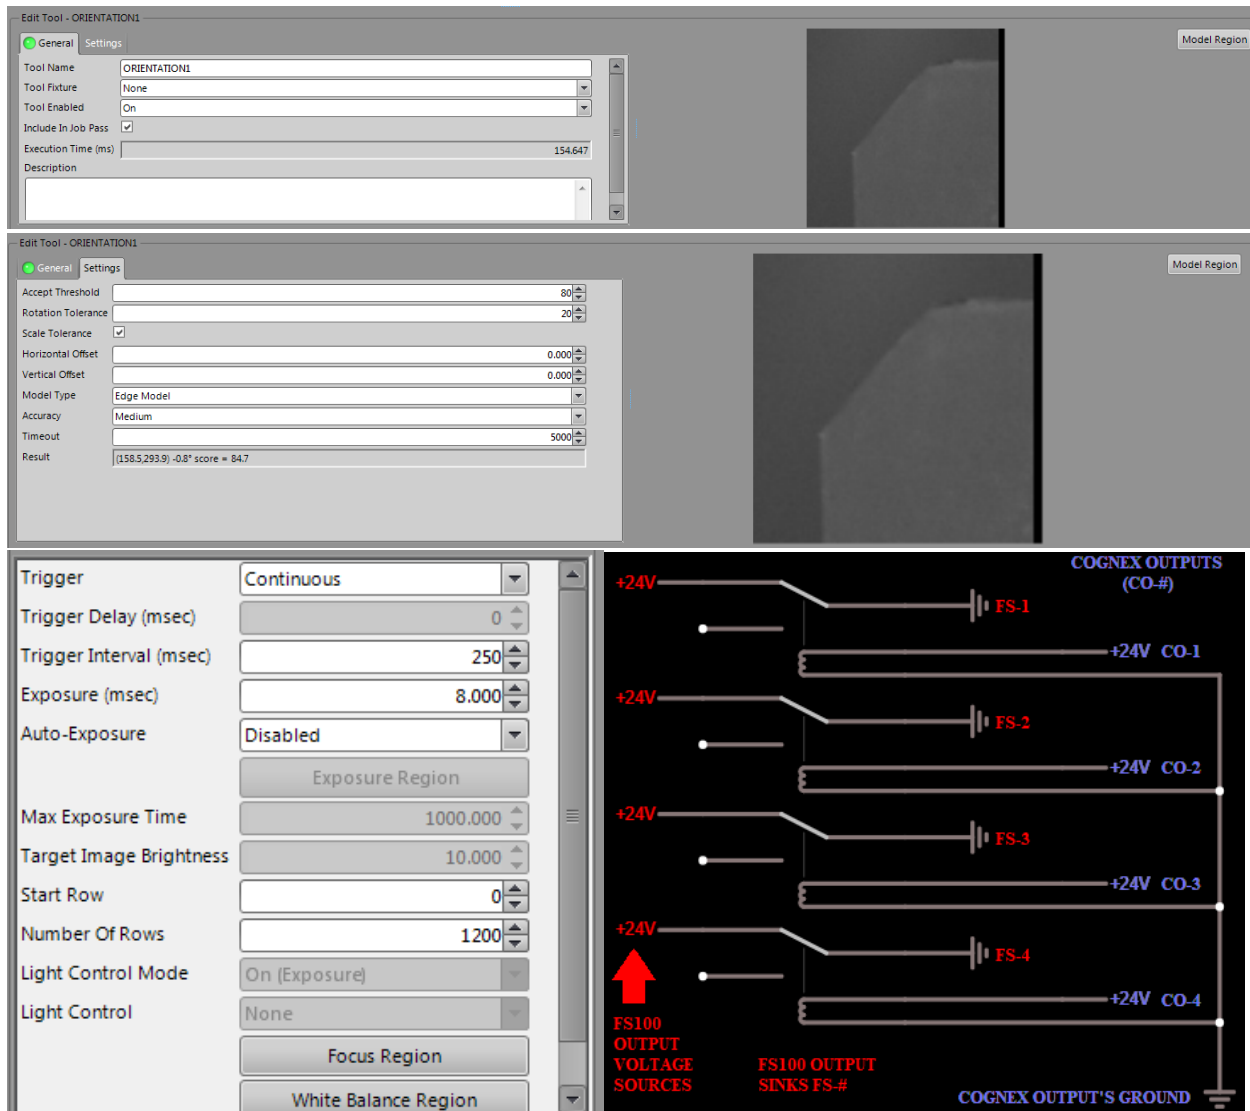 Edit Tool - ORIENTATION1
General Settings
Model Region
Tool Name ORIENTATION1
Tool Fixture None
Tool Enabled On
Include In Job Pass
Execution Time (ms) 154.647
Description
Edit Tool - ORIENTATION1
General Settings
Model Region
Accept Threshold 80
Rotation Tolerance 20
Scale Tolerance
Horizontal Offset 0.000
Vertical Offset 0.000
Model Type Edge Model
Accuracy Medium
Timeout 5000
Result (158.5,293.9) -0.8° score = 84.7
Trigger Continuous
Trigger Delay (msec) 0
Trigger Interval (msec) 250
Exposure (msec) 8.000
Auto-Exposure Disabled
Exposure Region
Max Exposure Time 1000.000
Target Image Brightness 10.000
Start Row 0
Number Of Rows 1200
Light Control Mode On (Exposure)
Light Control None
Focus Region
White Balance Region
COGNEX OUTPUTS
(CO-#)
+24V FS-1
+24V CO-1
+24V FS-2
+24V CO-2
+24V FS-3
+24V CO-3
+24V FS-4
+24V CO-4
FS100
OUTPUT
VOLTAGE
SOURCES
FS100 OUTPUT
SINKS FS-#
COGNEX OUTPUT'S GROUND